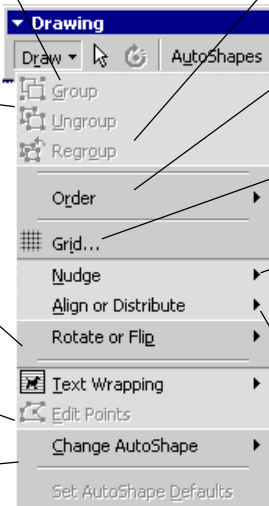 Drawing
Draw AutoShapes
Group
Ungroup
Regroup
Order
Grid...
Nudge
Align or Distribute
Rotate or Flip
Text Wrapping
Edit Points
Change AutoShape
Set AutoShape Defaults